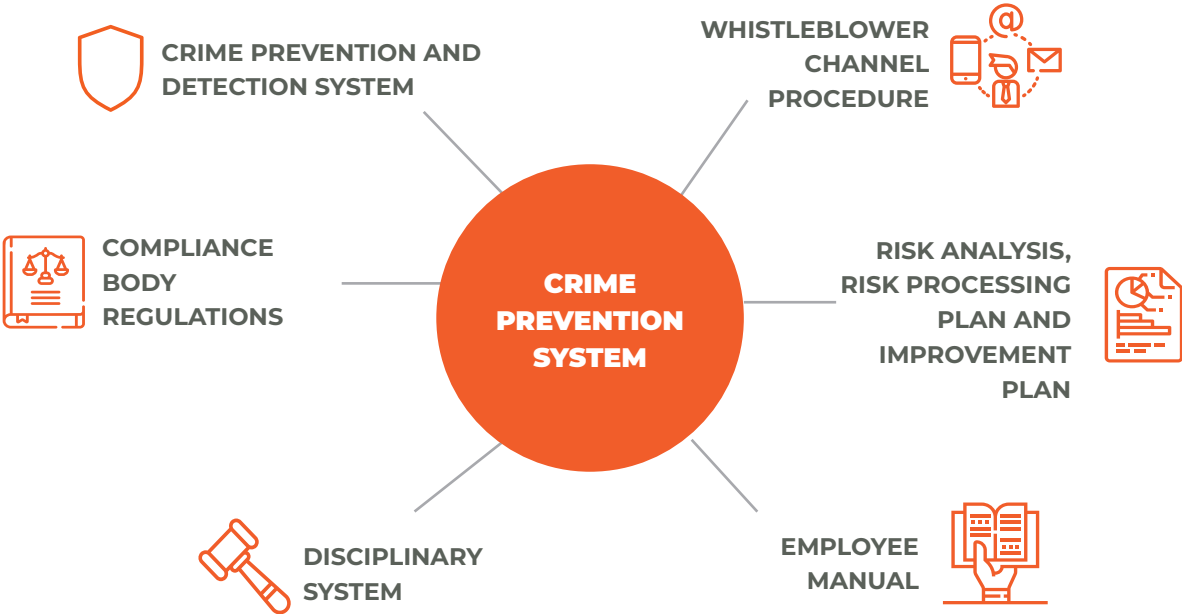 CRIME PREVENTION AND
DETECTION SYSTEM
WHISTLEBLOWER
CHANNEL
PROCEDURE
@
COMPLIANCE
BODY
REGULATIONS
CRIME
PREVENTION
SYSTEM
RISK ANALYSIS,
RISK PROCESSING
PLAN AND
IMPROVEMENT
PLAN
DISCIPLINARY
SYSTEM
EMPLOYEE
MANUAL